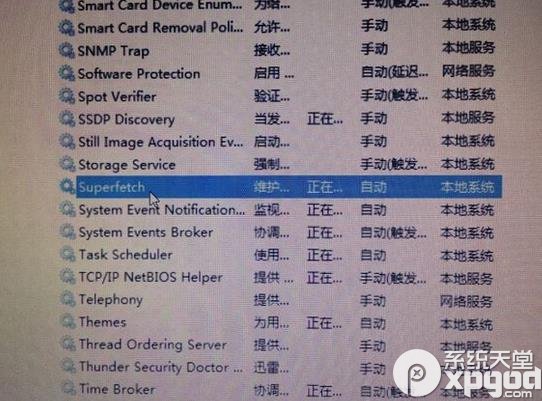 Smart Card Device Enum... 为给... 手动(触发... 本地系统
Smart Card Removal Poli... 允许... 手动 本地系统
SNMP Trap 接收... 手动 本地服务
Software Protection 启用 ... 自动(延迟... 网络服务
Spot Verifier 验证... 手动(触发... 本地系统
SSDP Discovery 当发... 正在... 手动 本地服务
Still Image Acquisition Ev... 启动... 手动 本地系统
Storage Service 强制... 手动(触发... 本地系统
Superfetch 维护... 正在... 自动 本地系统
System Event Notification... 监视... 正在... 自动 本地系统
System Events Broker 协调... 正在... 自动(触发... 本地系统
Task Scheduler 使用... 正在... 自动 本地系统
TCP/IP NetBIOS Helper 提供 ... 正在... 手动(触发... 本地服务
Telephony 提供... 手动 网络服务
Themes 为用... 正在... 自动 本地系统
Thread Ordering Server 提供... 手动 本地服务
Thunder Security Doctor ... 迅雷... 手动
Time Broker 协调... 正在... 手动(触发...
系统天堂
xpgod.com